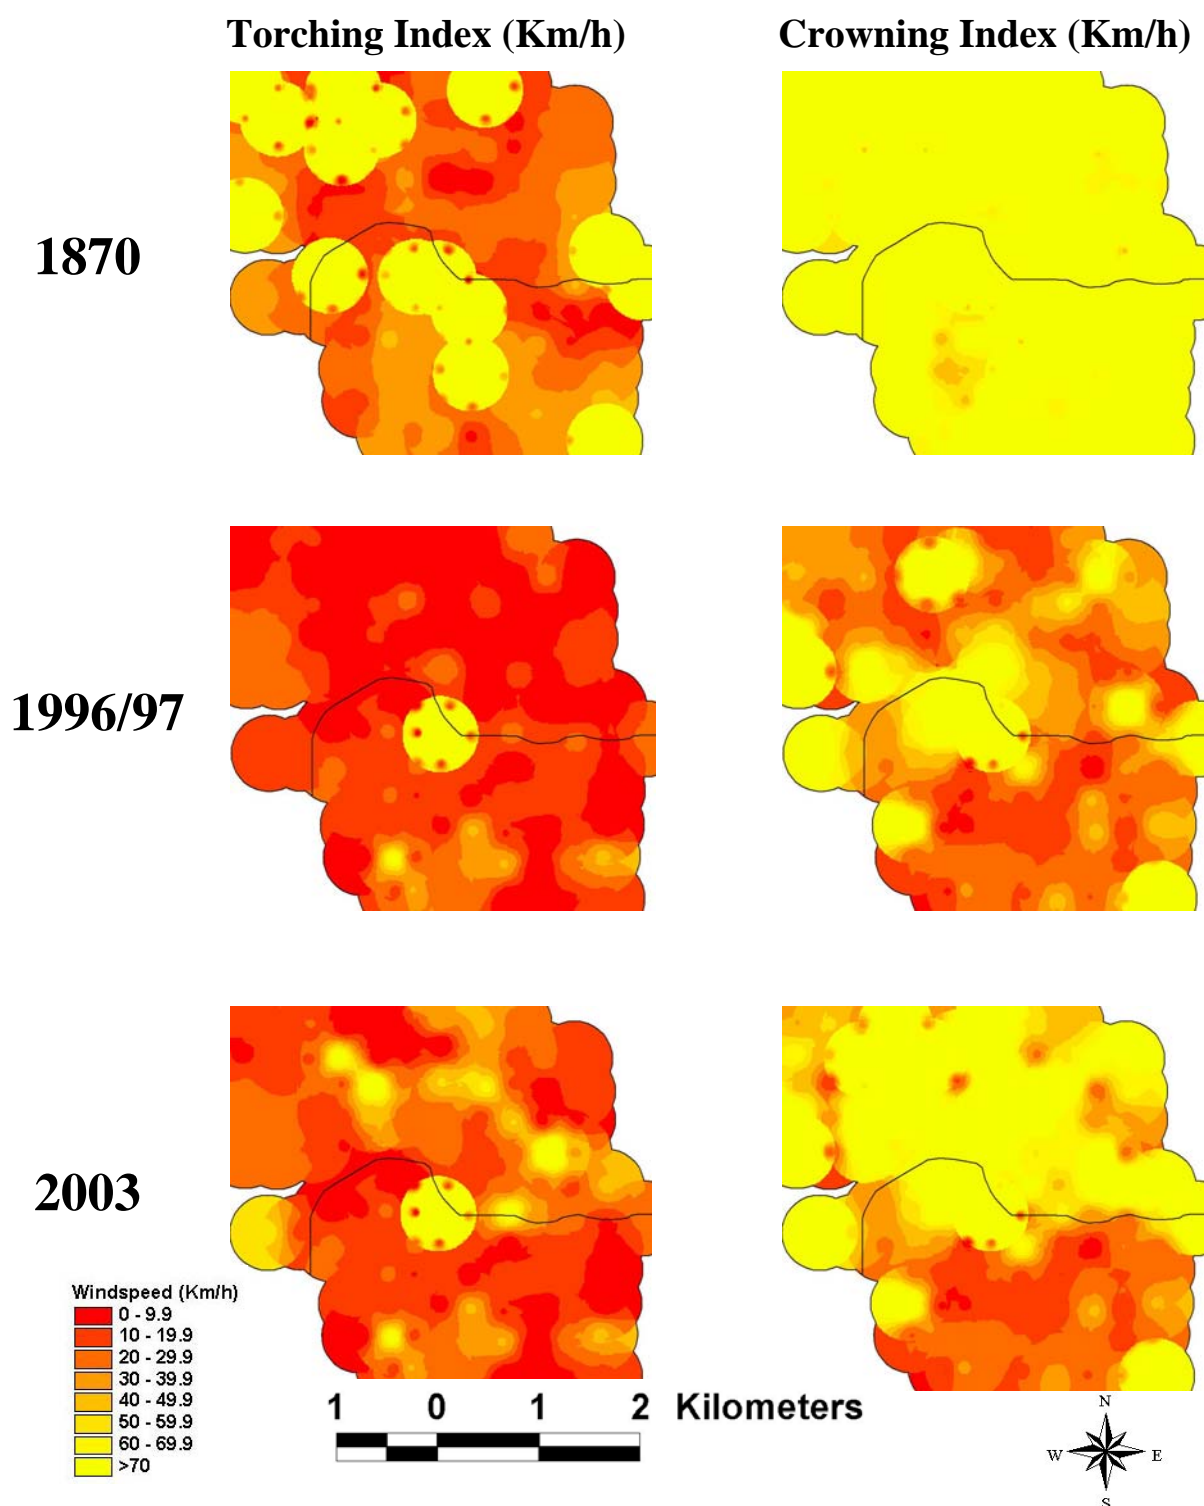 Torching Index (Km/h) Crowning Index (Km/h)
1870
1996/97
2003
Windspeed (Km/h)
0 - 9.9
10 - 19.9
20 - 29.9
30 - 39.9
40 - 49.9
50 - 59.9
60 - 69.9
>70
1 0 1 2 Kilometers
N
W E
S